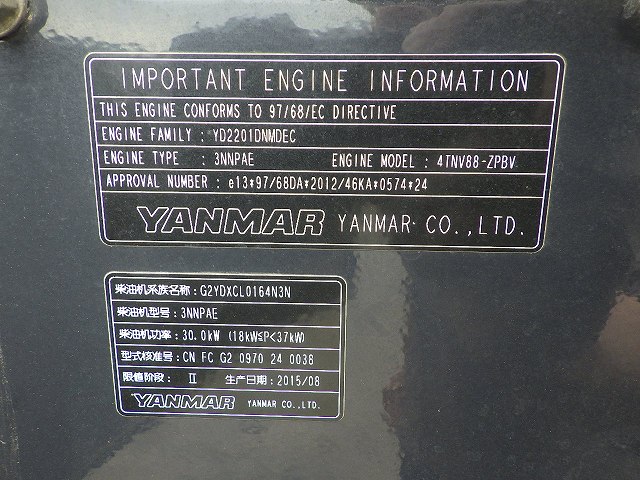 IMPORTANT ENGINE INFORMATION
THIS ENGINE CONFORMS TO 97/68/EC DIRECTIVE
ENGINE FAMILY : YD2201DNMDEC
ENGINE TYPE : 3NNPAE ENGINE MODEL : 4TNV88-ZPBV
APPROVAL NUMBER : e13*97/68DA*2012/46KA*0574*24
YANMAR YANMAR CO.,LTD.
柴油机系族名称: G2YDXCL0164N3N
柴油机型号: 3NNPAE
柴油机功率: 30.0kW (18kW≤P<37kW)
型式核准号: CN FC G2 0970 24 0036
限值阶段: II 生产日期: 2015/08
YANMAR YANMAR CO.,LTD.